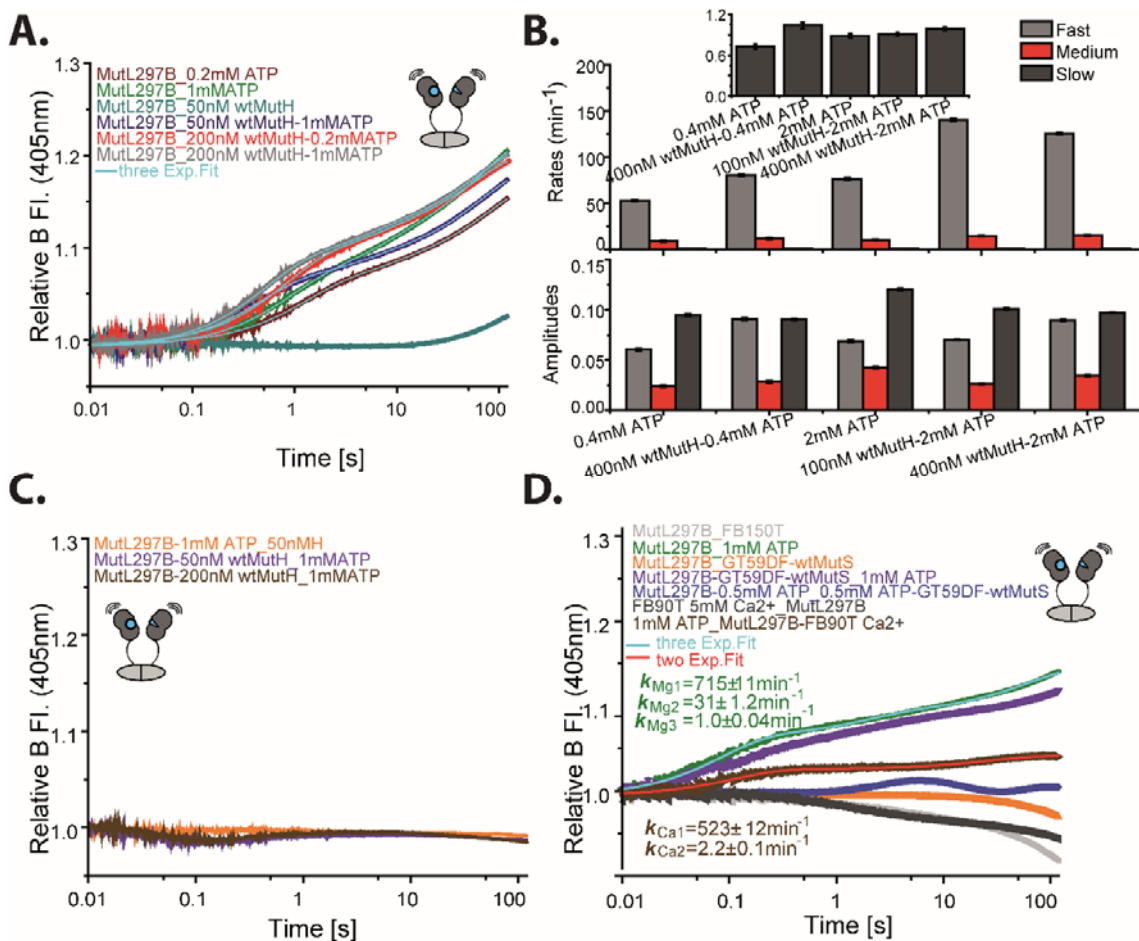 A.
Relative B Fl. (405nm)
1.3
1.2
1.1
1.0
MutL297B_0.2mM ATP
MutL297B_1mMATP
MutL297B_50nM wtMutH
MutL297B_50nM wtMutH-1mMATP
MutL297B_200nM wtMutH-0.2mMATP
MutL297B_200nM wtMutH-1mMATP
three Exp.Fit
0.01
0.1
1
10
100
Time [s]
B.
1.2
0.6
0.0
0.4mM ATP
400nM wtMutH-0.4mM ATP
2mM ATP
100nM wtMutH-2mM ATP
400nM wtMutH-2mM ATP
Fast
Medium
Slow
Rates (min-1)
200
150
100
50
0
Amplitudes
0.15
0.10
0.05
0.00
0.4mM ATP
400nM wtMutH-0.4mM ATP
2mM ATP
100nM wtMutH-2mM ATP
400nM wtMutH-2mM ATP
C.
Relative B Fl. (405nm)
1.3
1.2
1.1
1.0
MutL297B-1mM ATP_50nMH
MutL297B-50nM wtMutH_1mMATP
MutL297B-200nM wtMutH_1mMATP
0.01
0.1
1
10
100
Time [s]
D.
Relative B Fl. (405nm)
1.3
1.2
1.1
1.0
MutL297B_FB150T
MutL297B_1mM ATP
MutL297B_GT59DF-wtMutS
MutL297B-GT59DF-wtMutS_1mM ATP
MutL297B-0.5mM ATP_0.5mM ATP-GT59DF-wtMutS
FB90T 5mM Ca2+_MutL297B
1mM ATP_MutL297B-FB90T Ca2+
three Exp.Fit
two Exp.Fit
kMg1=715±11min-1
kMg2=31±1.2min-1
kMg3=1.0±0.04min-1
kCa1=523±12min-1
kCa2=2.2±0.1min-1
0.01
0.1
1
10
100
Time [s]